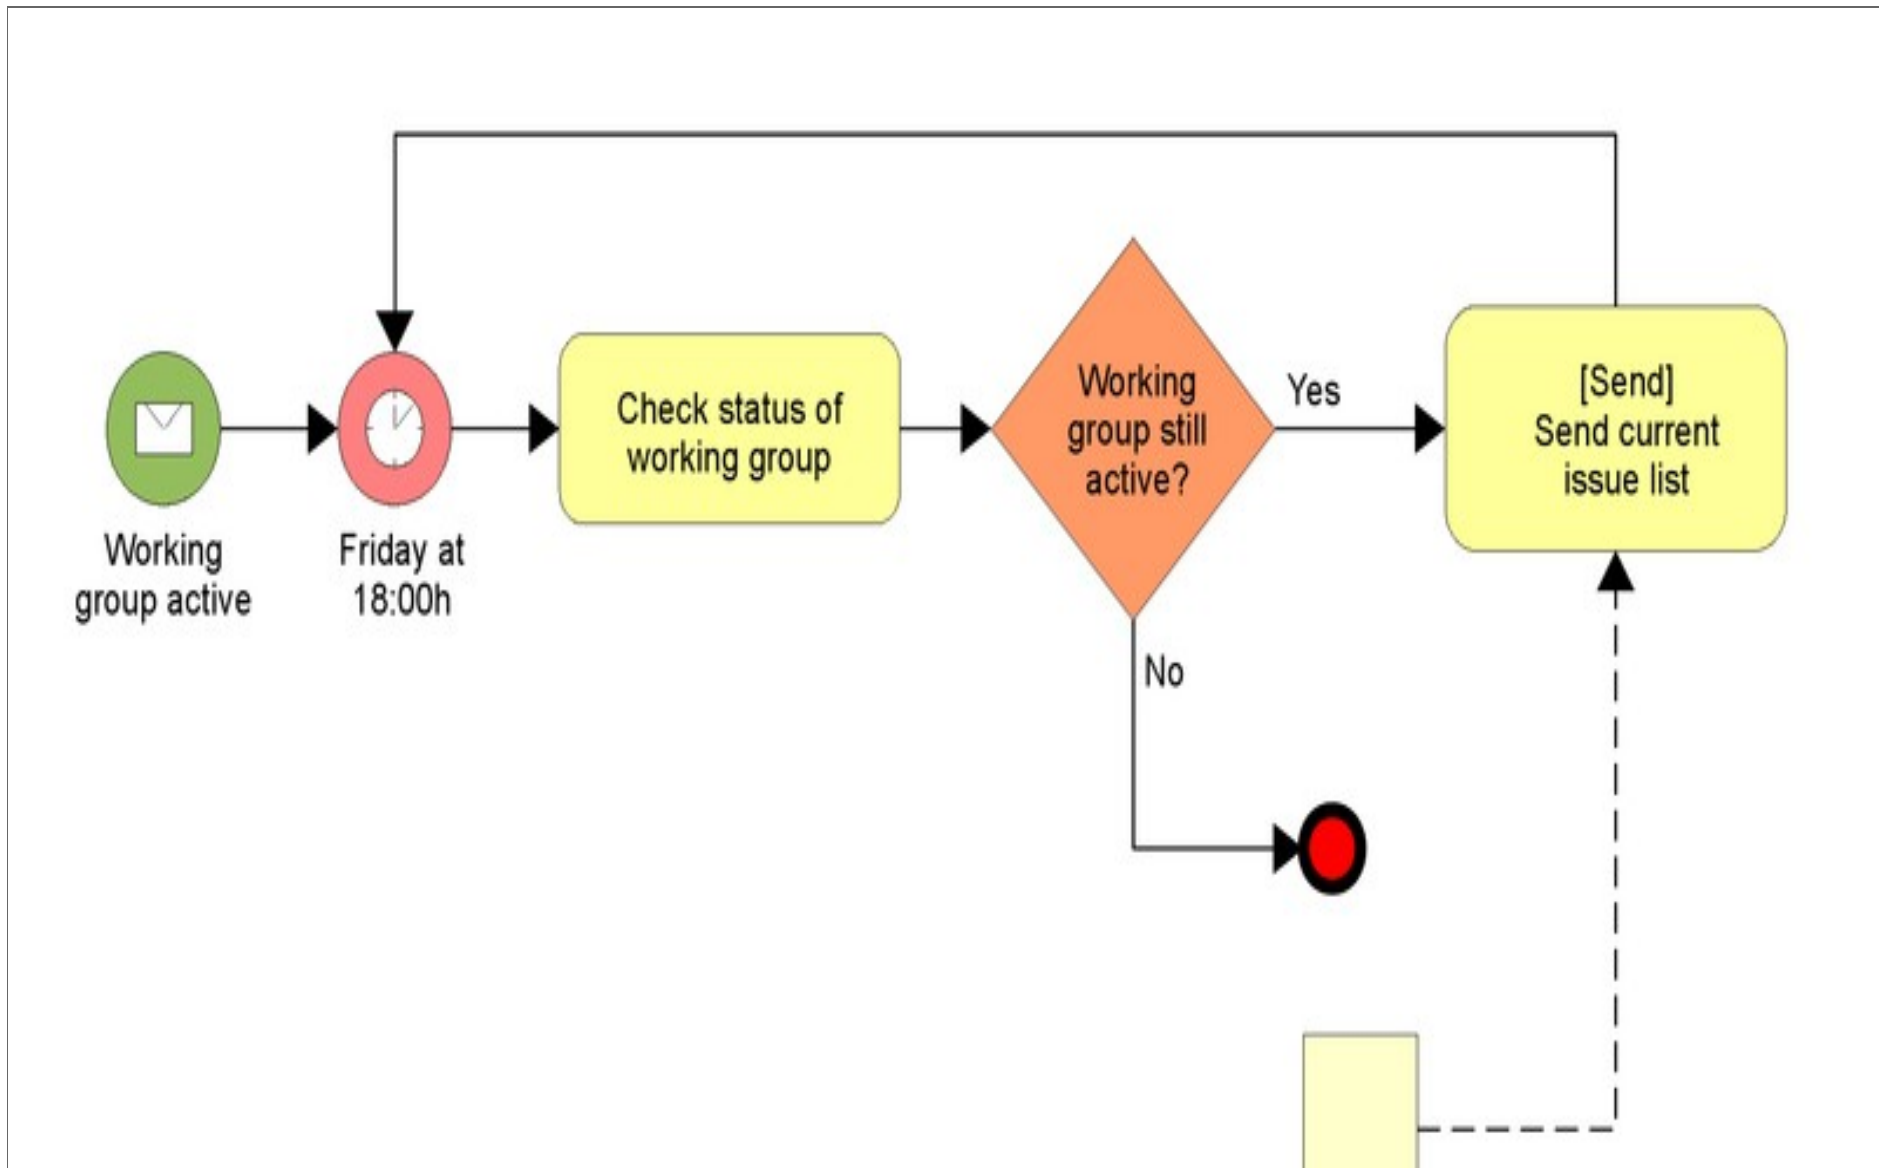 Working
group active
Friday at
18:00h
Check status of
working group
Working
group still
active?
Yes
No
[Send]
Send current
issue list